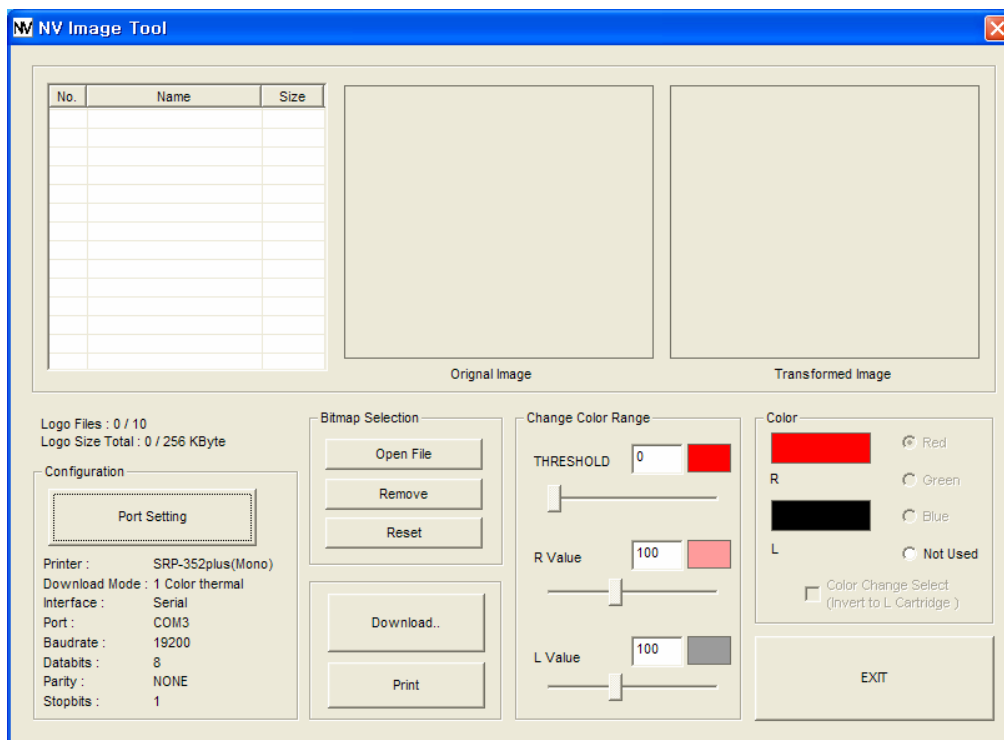 NV NV Image Tool
No. Name Size
Orignal Image
Transformed Image
Logo Files : 0 / 10
Logo Size Total : 0 / 256 KByte
Configuration
Port Setting
Printer : SRP-352plus(Mono)
Download Mode : 1 Color thermal
Interface : Serial
Port : COM3
Baudrate : 19200
Databits : 8
Parity : NONE
Stopbits : 1
Bitmap Selection
Open File
Remove
Reset
Download..
Print
Change Color Range
THRESHOLD 0
R Value 100
L Value 100
Color
R
L
Red
Green
Blue
Not Used
Color Change Select
(Invert to L Cartridge )
EXIT